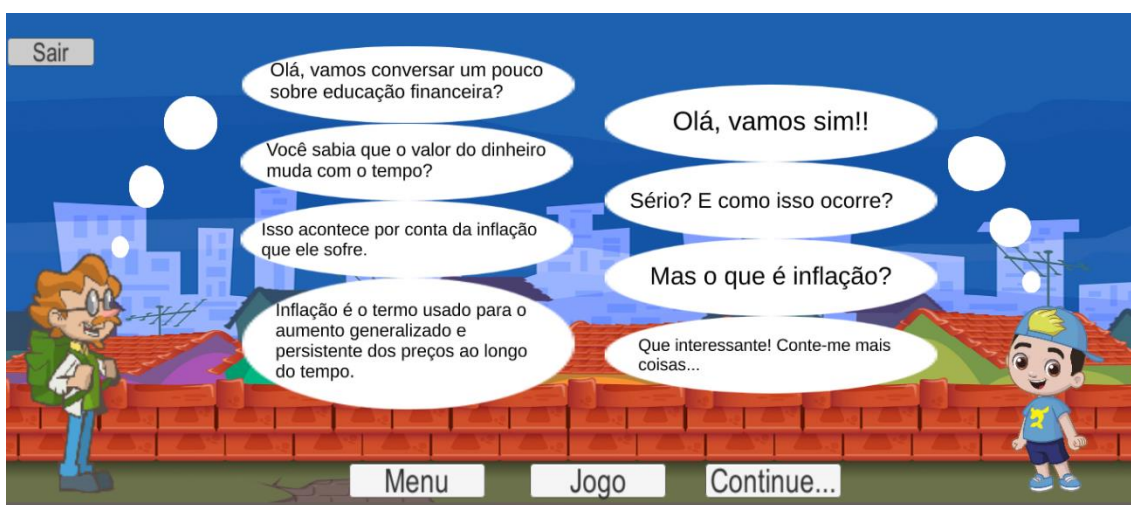 Sair
Olá, vamos conversar um pouco
sobre educação financeira?
Olá, vamos sim!!
Você sabia que o valor do dinheiro
muda com o tempo?
Sério? E como isso ocorre?
Isso acontece por conta da inflação
que ele sofre.
Mas o que é inflação?
Inflação é o termo usado para o
aumento generalizado e
persistente dos preços ao longo
do tempo.
Que interessante! Conte-me mais
coisas...
Menu
Jogo
Continue...